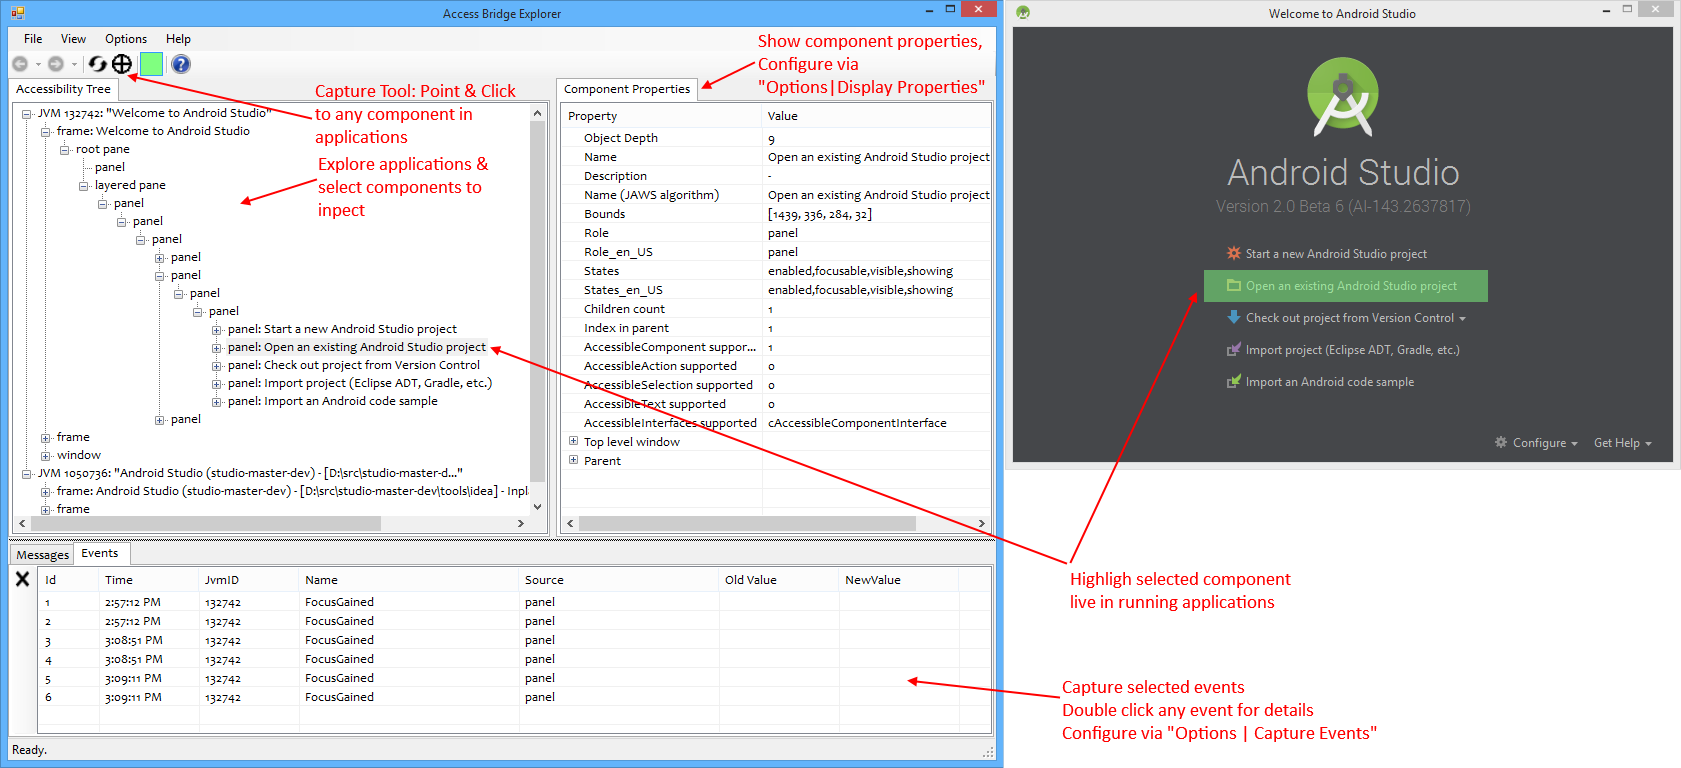 Access Bridge Explorer
File View Options Help
Accessibility Tree
JVM 132742: "Welcome to Android Studio"
frame: Welcome to Android Studio
root pane
panel
layered pane
panel
panel
panel
panel
panel
panel
panel
panel: Start a new Android Studio project
panel: Open an existing Android Studio project
panel: Check out project from Version Control
panel: Import project (Eclipse ADT, Gradle, etc.)
panel: Import an Android code sample
panel
frame
window
JVM 1050736: "Android Studio (studio-master-dev) - [D:\src\studio-master-d..."
frame: Android Studio (studio-master-dev) - [D:\src\studio-master-dev\tools\idea] - Inpl
frame
Capture Tool: Point & Click
to any component in
applications
Explore applications &
select components to
inpect
Show component properties,
Configure via
"Options|Display Properties"
Component Properties
Property Value
Object Depth 9
Name Open an existing Android Studio project
Description -
Name (JAWS algorithm) Open an existing Android Studio project
Bounds [1439, 336, 284, 32]
Role panel
Role_en_US panel
States enabled,focusable,visible,showing
States_en_US enabled,focusable,visible,showing
Children count 1
Index in parent 1
AccessibleComponent suppor... 1
AccessibleAction supported 0
AccessibleSelection supported 0
AccessibleText supported 0
AccessibleInterfaces supported cAccessibleComponentInterface
Top level window
Parent
Messages Events
Id Time JvmID Name Source Old Value NewValue
1 2:57:12 PM 132742 FocusGained panel
2 2:57:12 PM 132742 FocusGained panel
3 3:08:51 PM 132742 FocusGained panel
4 3:08:51 PM 132742 FocusGained panel
5 3:09:11 PM 132742 FocusGained panel
6 3:09:11 PM 132742 FocusGained panel
Ready.
Welcome to Android Studio
Android Studio
Version 2.0 Beta 6 (AI-143.2637817)
Start a new Android Studio project
Open an existing Android Studio project
Check out project from Version Control
Import project (Eclipse ADT, Gradle, etc.)
Import an Android code sample
Configure Get Help
Highligh selected component
live in running applications
Capture selected events
Double click any event for details
Configure via "Options | Capture Events"